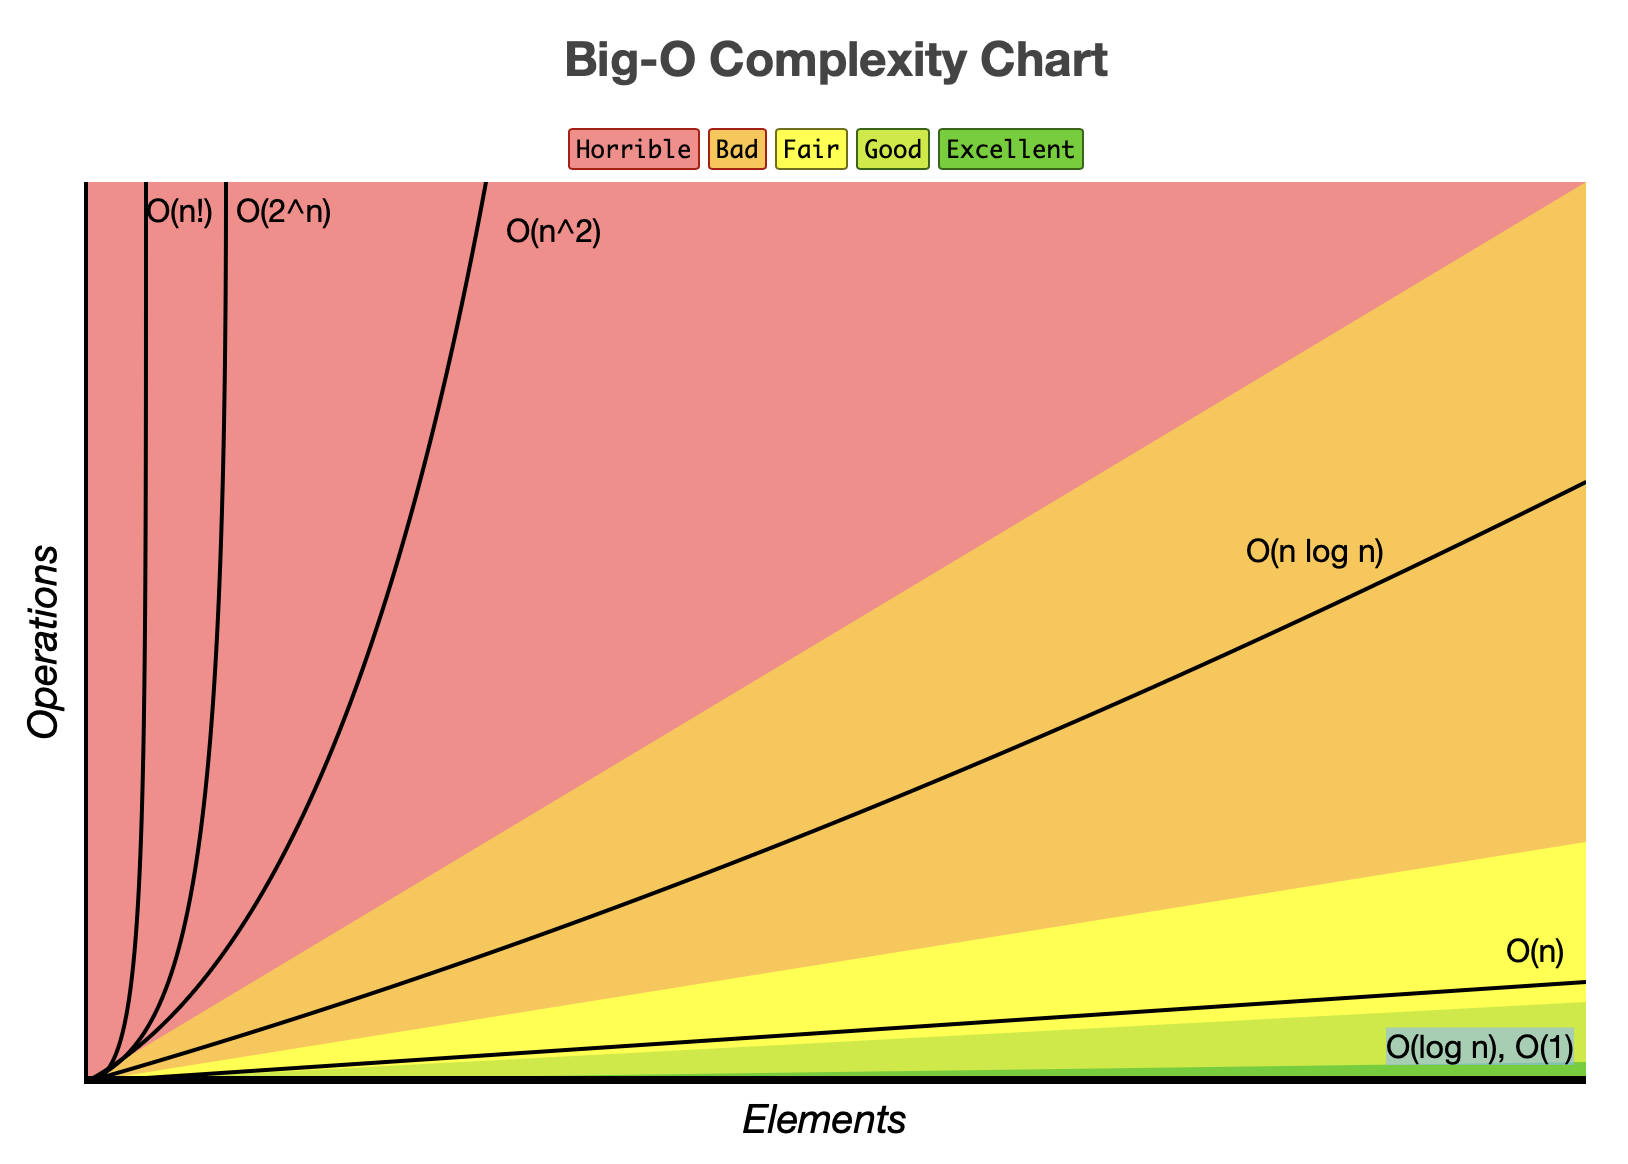 Big-O Complexity Chart
Horrible Bad Fair Good Excellent
O(n!) O(2^n)
O(n^2)
O(n log n)
O(n)
O(log n), O(1)
Operations
Elements